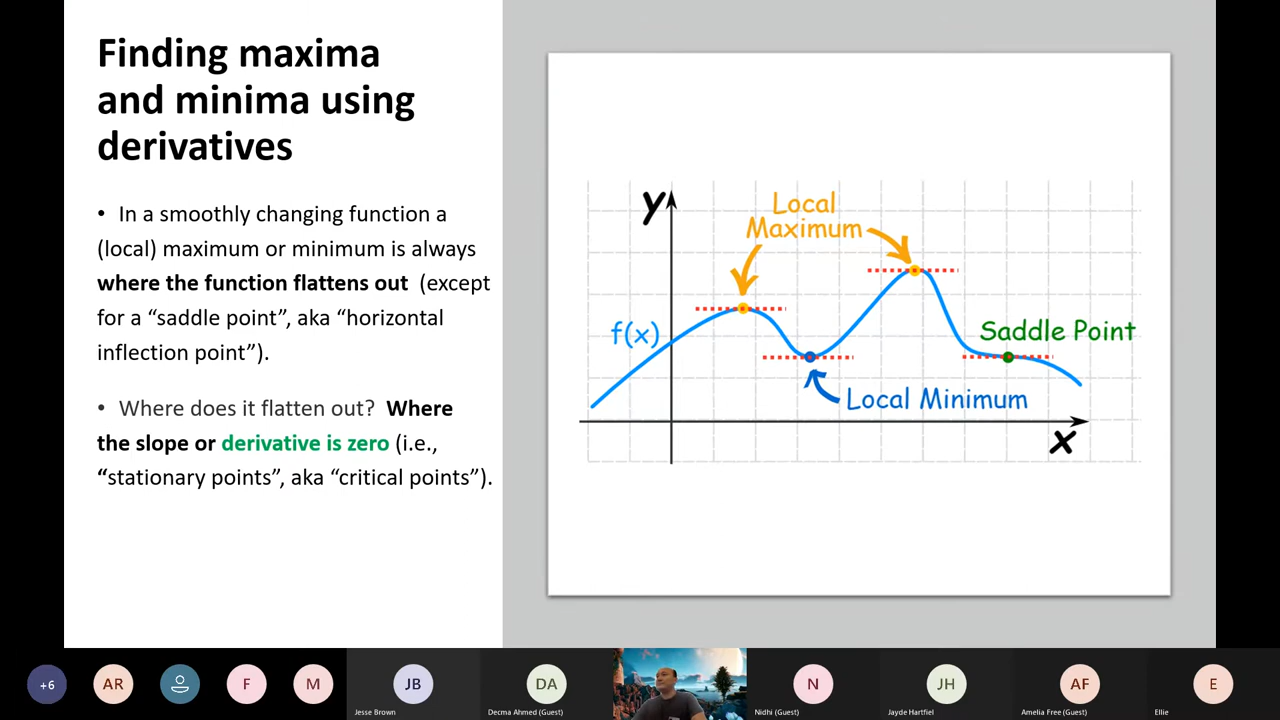 Finding maxima
and minima using
derivatives
• In a smoothly changing function a
(local) maximum or minimum is always
where the function flattens out (except
for a “saddle point”, aka “horizontal
inflection point”).
• Where does it flatten out? Where
the slope or derivative is zero (i.e.,
“stationary points”, aka “critical points”).
y
Local
Maximum
f(x)
Saddle Point
Local Minimum
x
+6
AR
F
M
JB
Jesse Brown
DA
Decma Ahmed (Guest)
N
Nidhi (Guest)
JH
Jayde Hartfiel
AF
Amelia Free (Guest)
E
Ellie